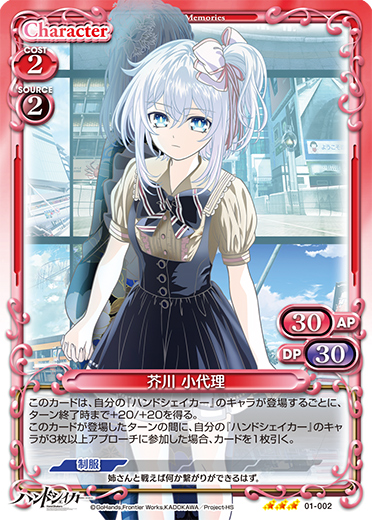 Memories
Character
COST
2
SOURCE
2
ようこそ
30 AP
DP 30
芥川 小代理
このカードは、自分の『ハンドシェイカー』のキャラが登場するごとに、
ターン終了時まで+20/+20を得る。
このカードが登場したターンの間に、自分の『ハンドシェイカー』のキャ
ラが3枚以上アプローチに参加した場合、カードを1枚引く。
制服
姉さんと戦えば何か繋がりができるはず。
ハンドシェイカー
©GoHands,Frontier Works,KADOKAWA／Project-HS
01-002